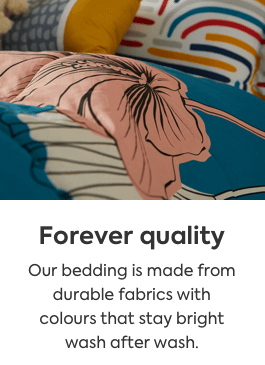 Forever quality
Our bedding is made from
durable fabrics with
colours that stay bright
wash after wash.